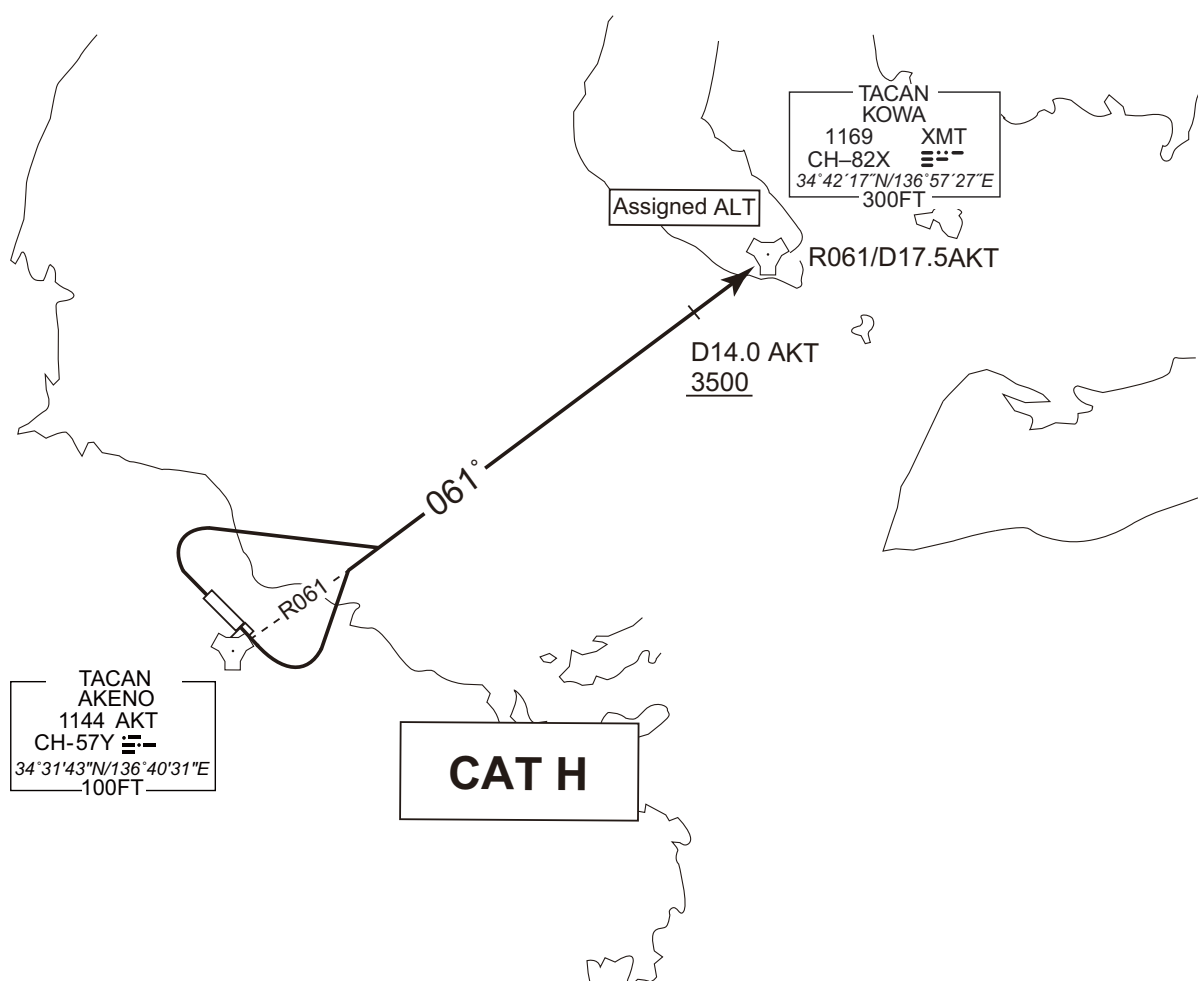 TACAN
KOWA
1169 XMT
CH–82X
34°42′17″N/136°57′27″E
300FT
Assigned ALT
R061/D17.5AKT
D14.0 AKT
3500
061°
R061
TACAN
AKENO
1144 AKT
CH-57Y
34°31'43"N/136°40'31"E
100FT
CAT H